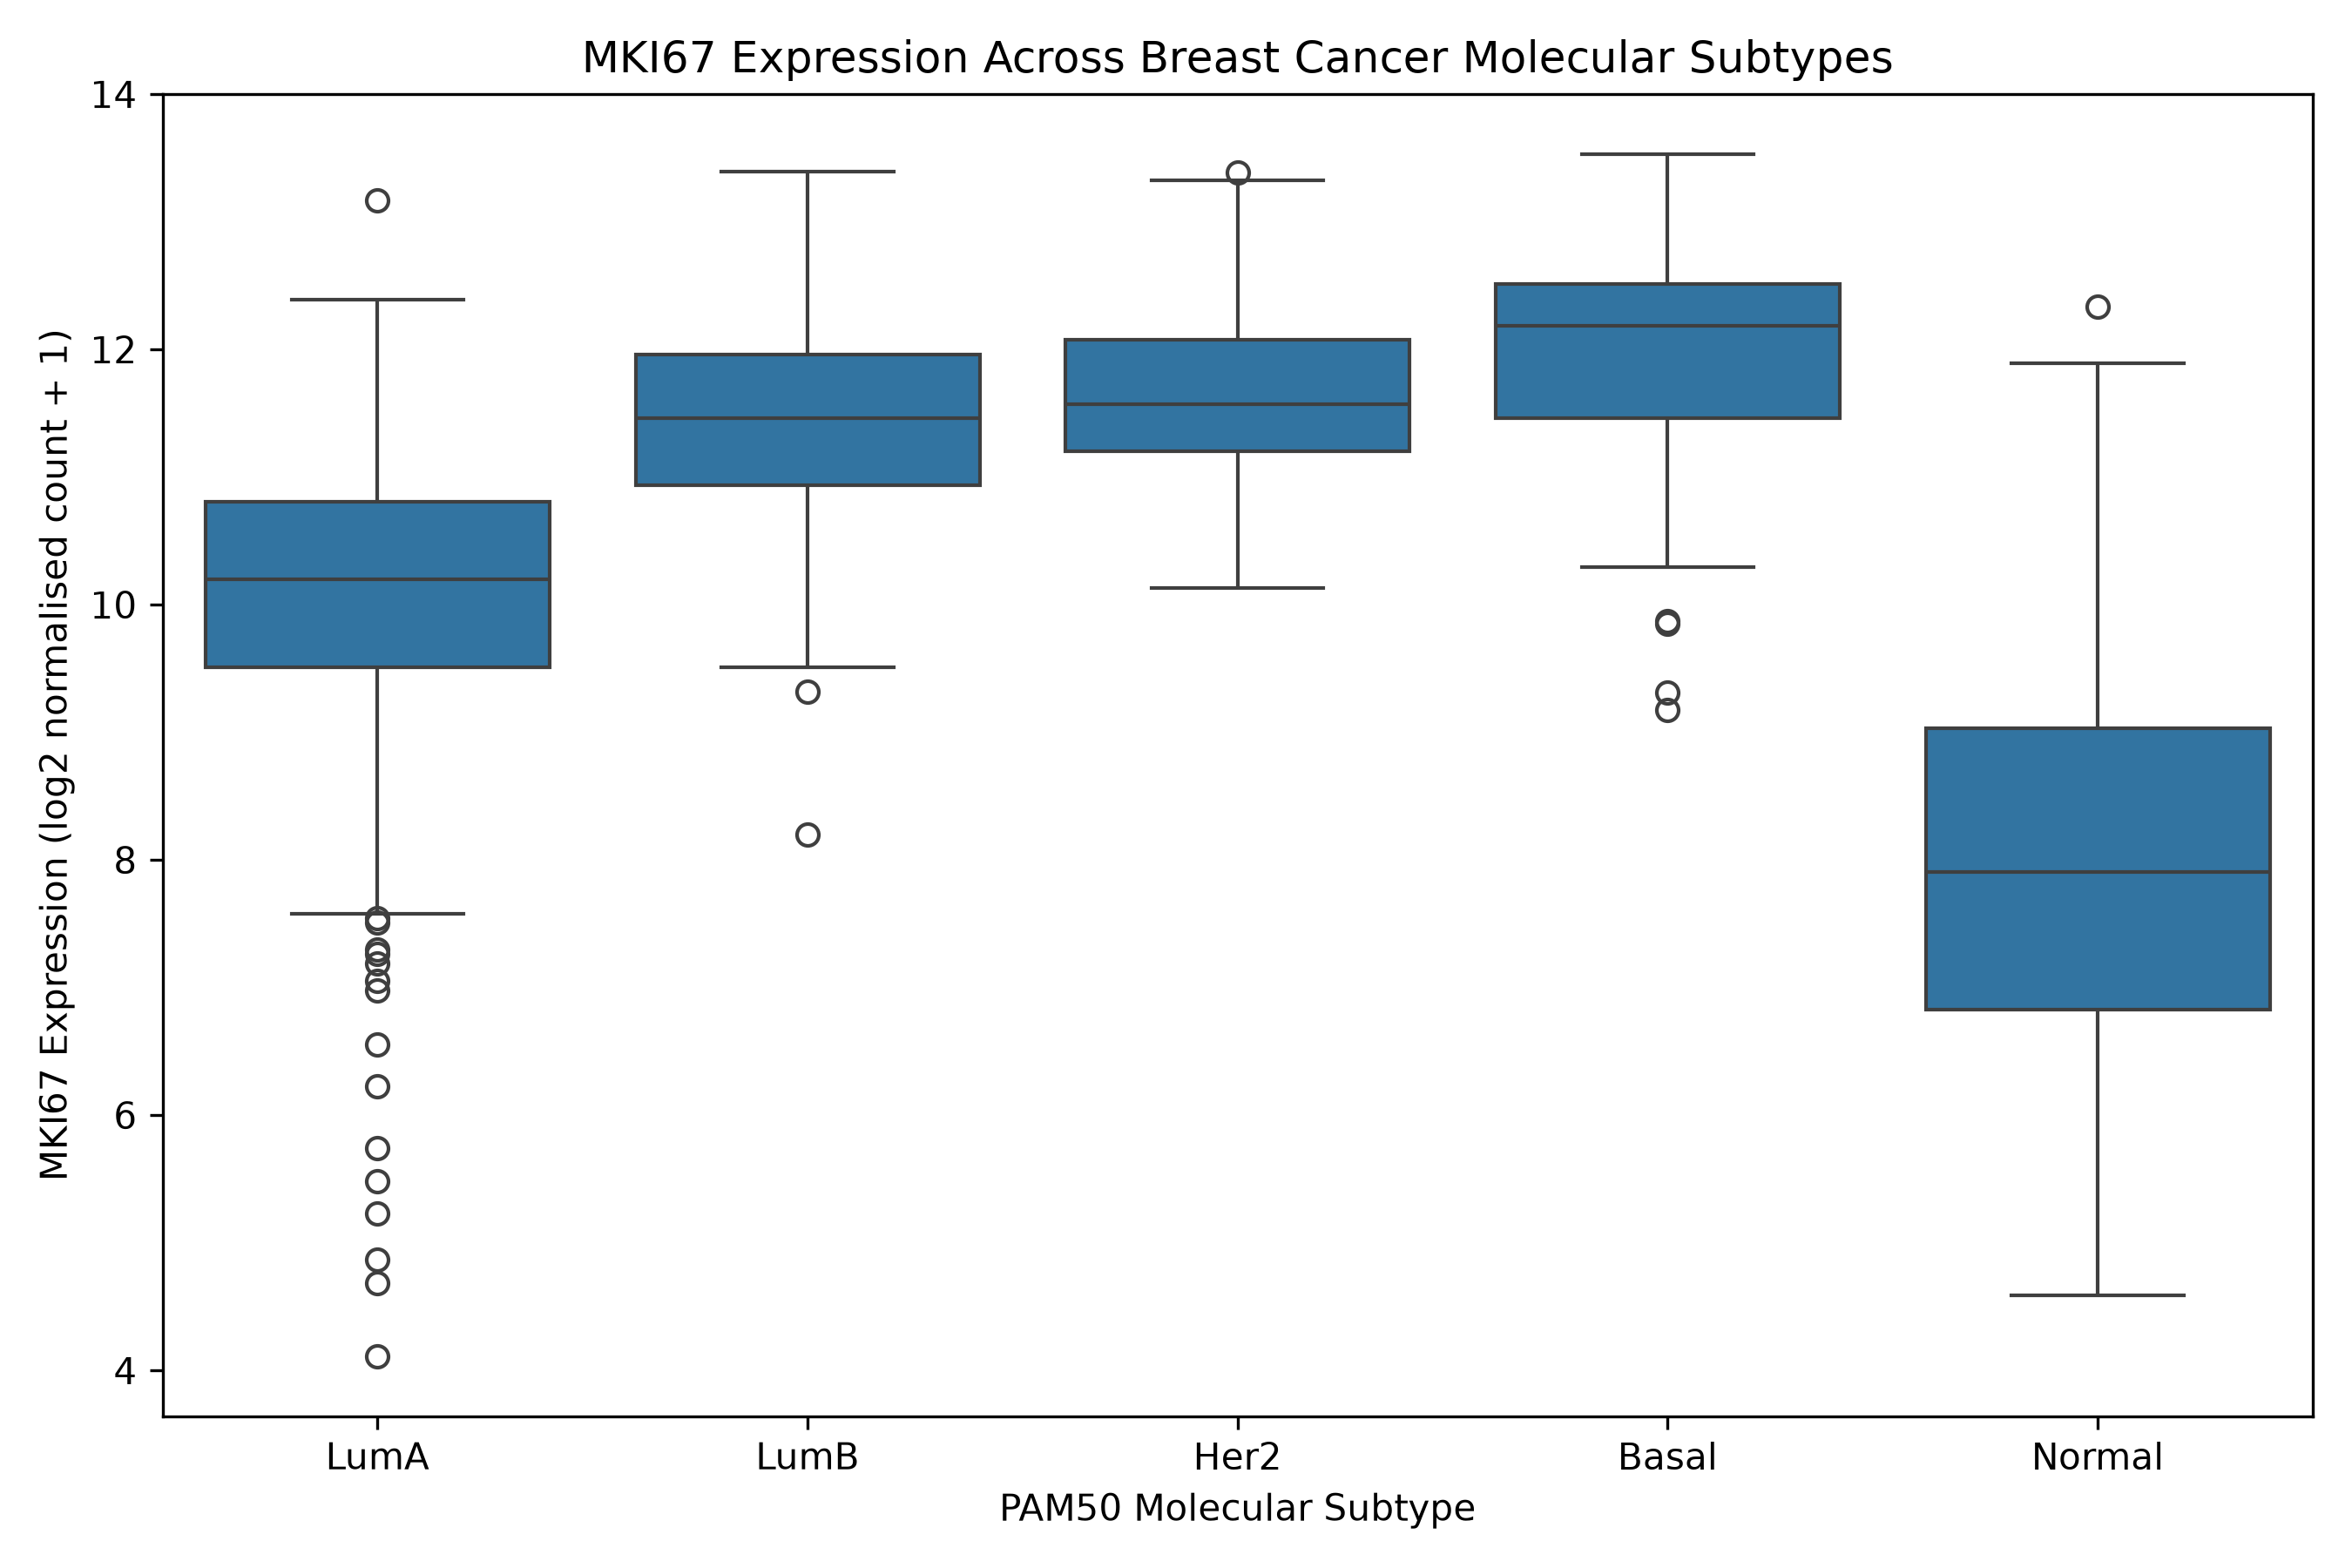 MKI67 Expression Across Breast Cancer Molecular Subtypes
MKI67 Expression (log2 normalised count + 1)
14
12
10
8
6
4
LumA LumB Her2 Basal Normal
PAM50 Molecular Subtype